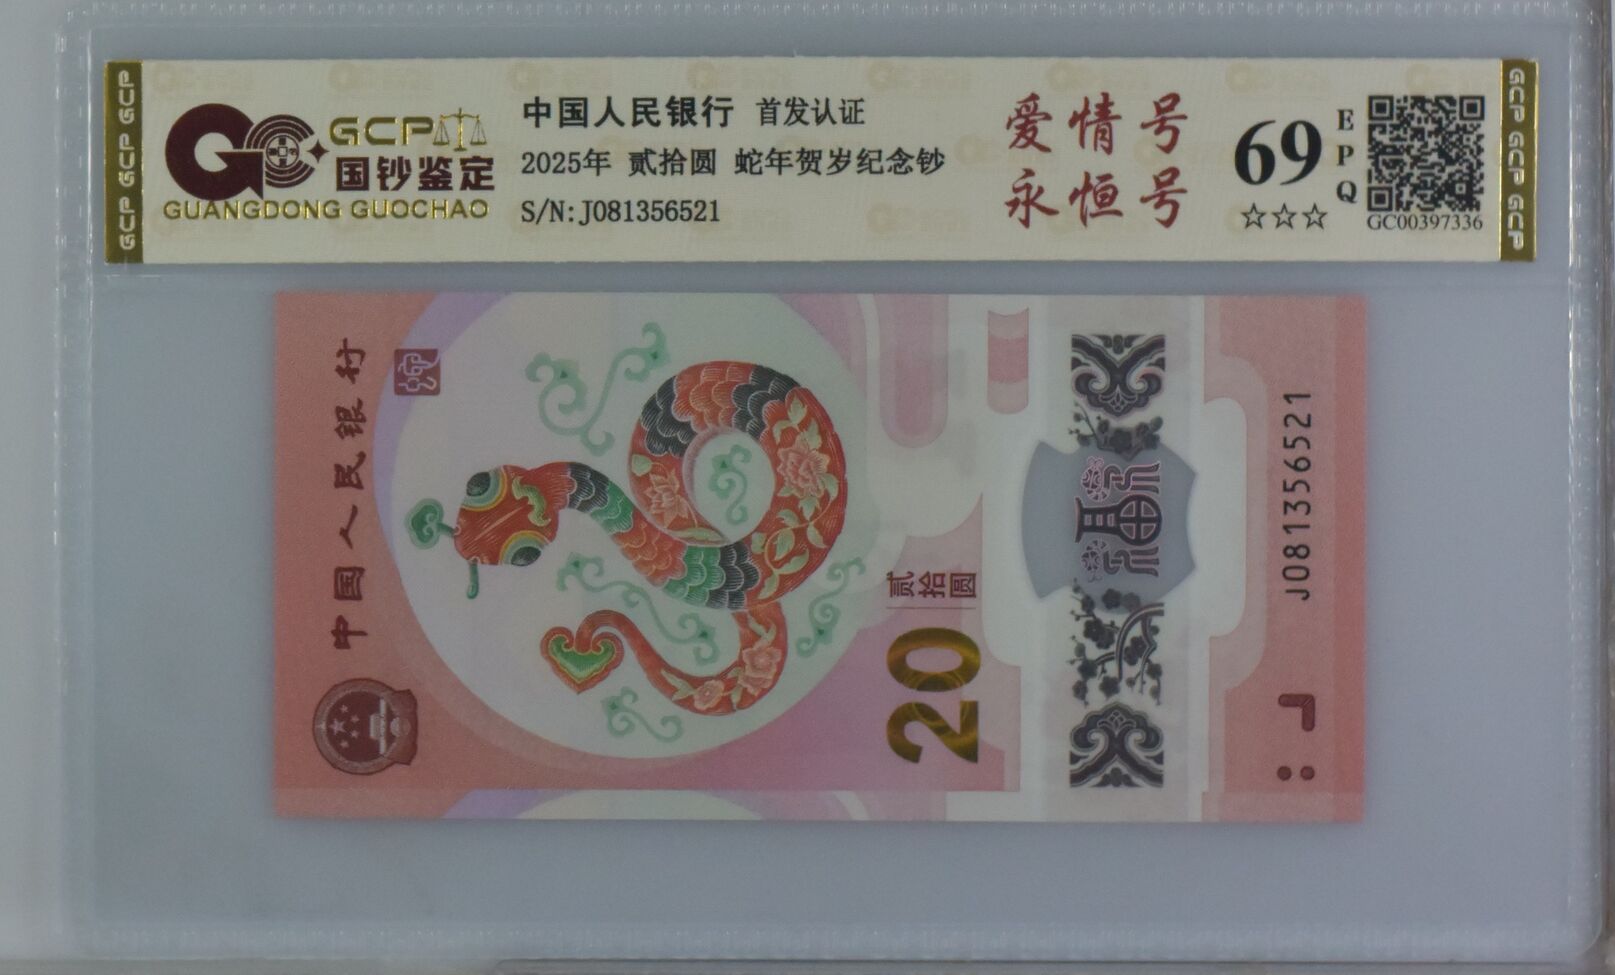 GCP GCP GCP
GCP
国钞鉴定
GUANGDONG GUOCHAO
中国人民银行 首发认证
2025年 贰拾圆 蛇年贺岁纪念钞
S/N:J081356521
爱情号
永恒号
69
EPQ
☆☆☆
GC00397336
GCP GCP GCP
中国人民银行
贰拾圆
20
福
J081356521